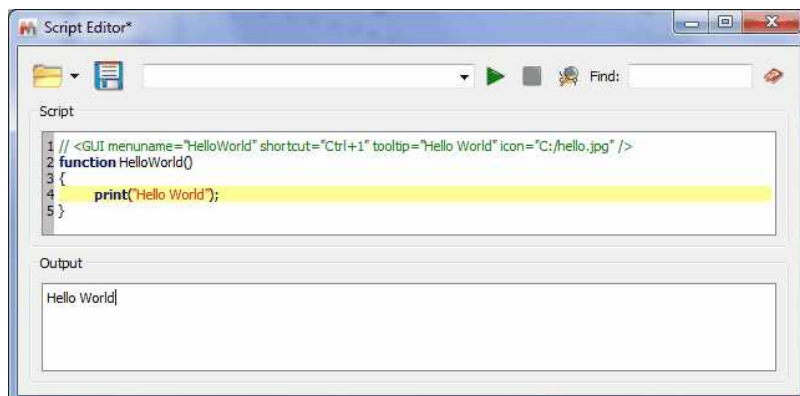 Script Editor*
Find:
Script
1 // <GUI menuname="HelloWorld" shortcut="Ctrl+1" tooltip="Hello World" icon="C:/hello.jpg" />
2 function HelloWorld()
3 {
4 print("Hello World");
5 }
Output
Hello World